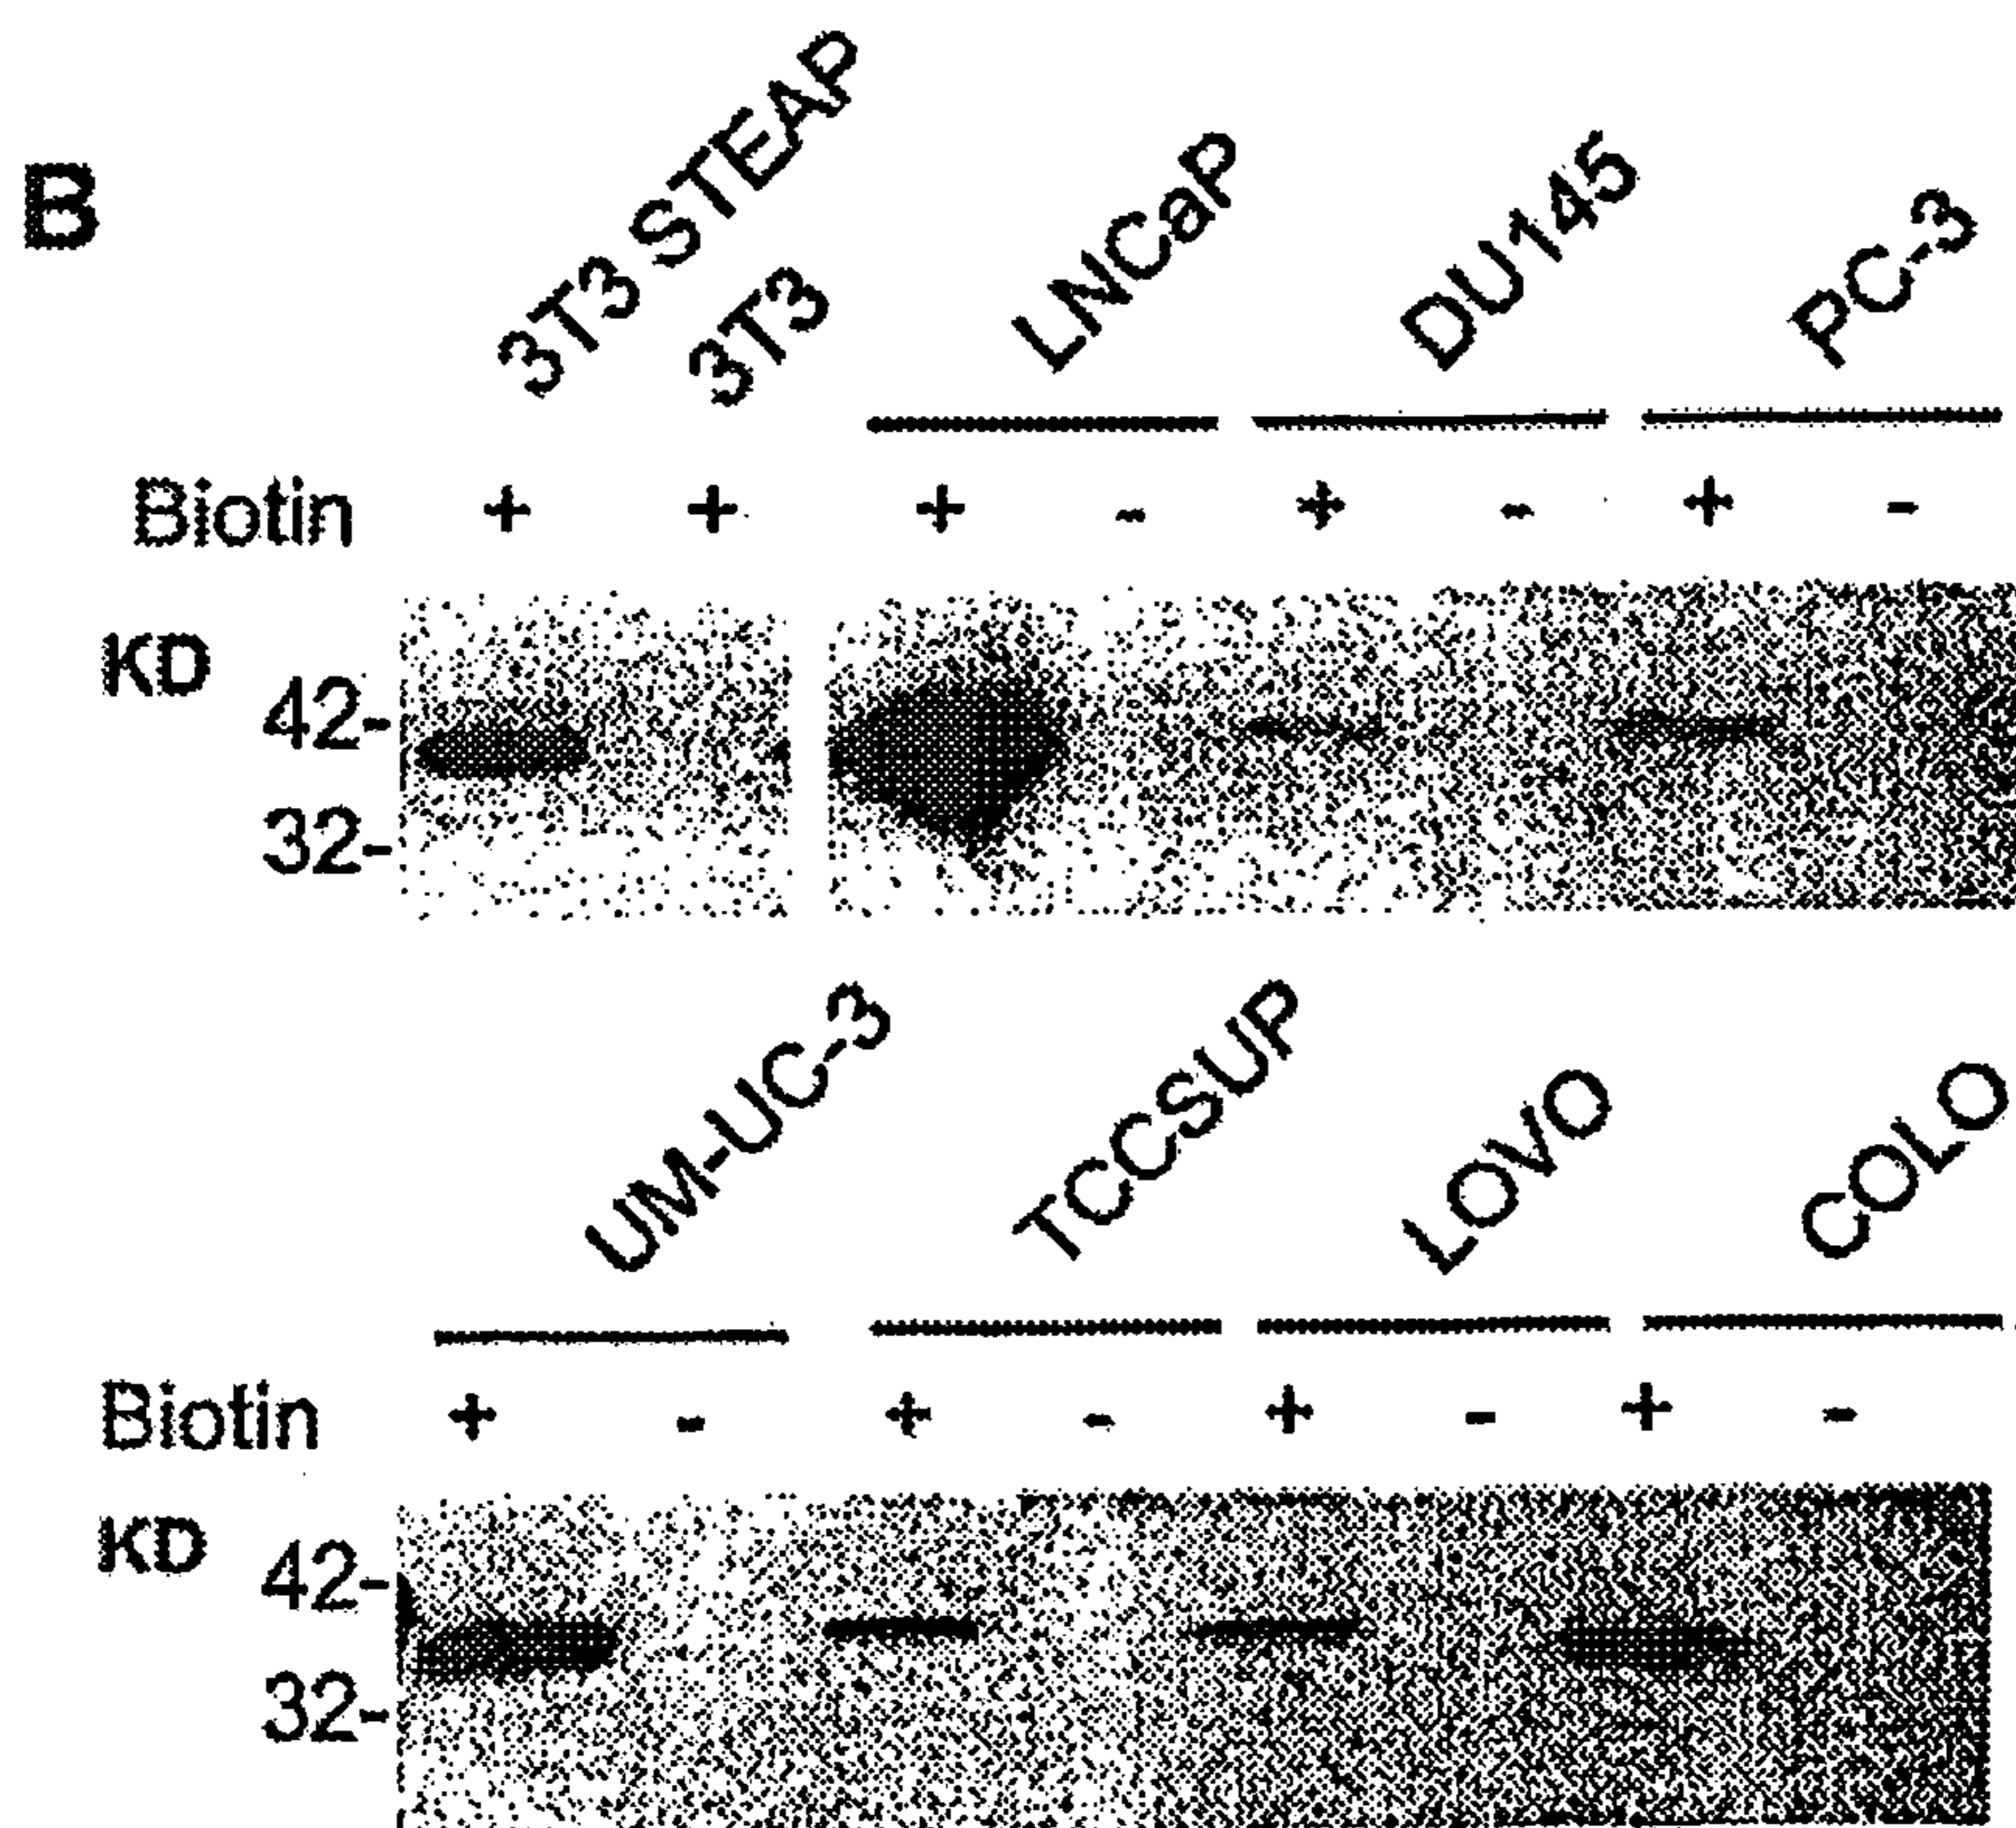 B
3T3 STEAP
3T3
LNCaP
DU145
PC-3
Biotin + + + - + - + -
KD
42-
32-
UM-UC-3
TCCSUP
LOVO
COLO
Biotin + - + - + - + -
KD
42-
32-